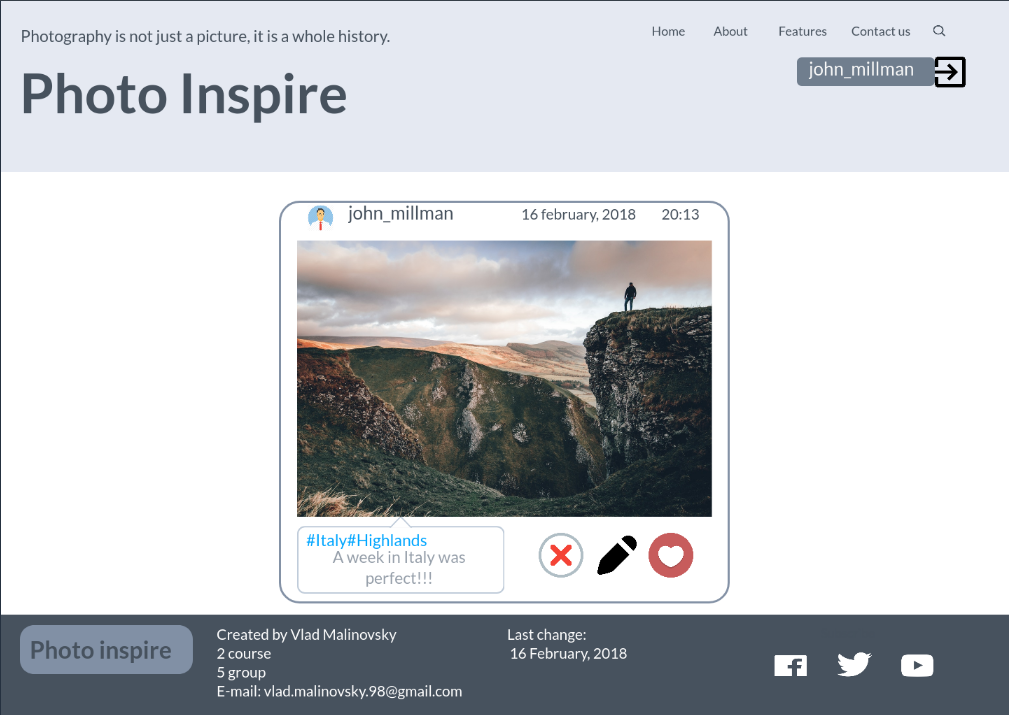 Photography is not just a picture, it is a whole history.
Home About Features Contact us
Photo Inspire
john_millman
john_millman 16 february, 2018 20:13
#Italy#Highlands
A week in Italy was
perfect!!!
Photo inspire
Created by Vlad Malinovsky
2 course
5 group
E-mail: vlad.malinovsky.98@gmail.com
Last change:
16 February, 2018